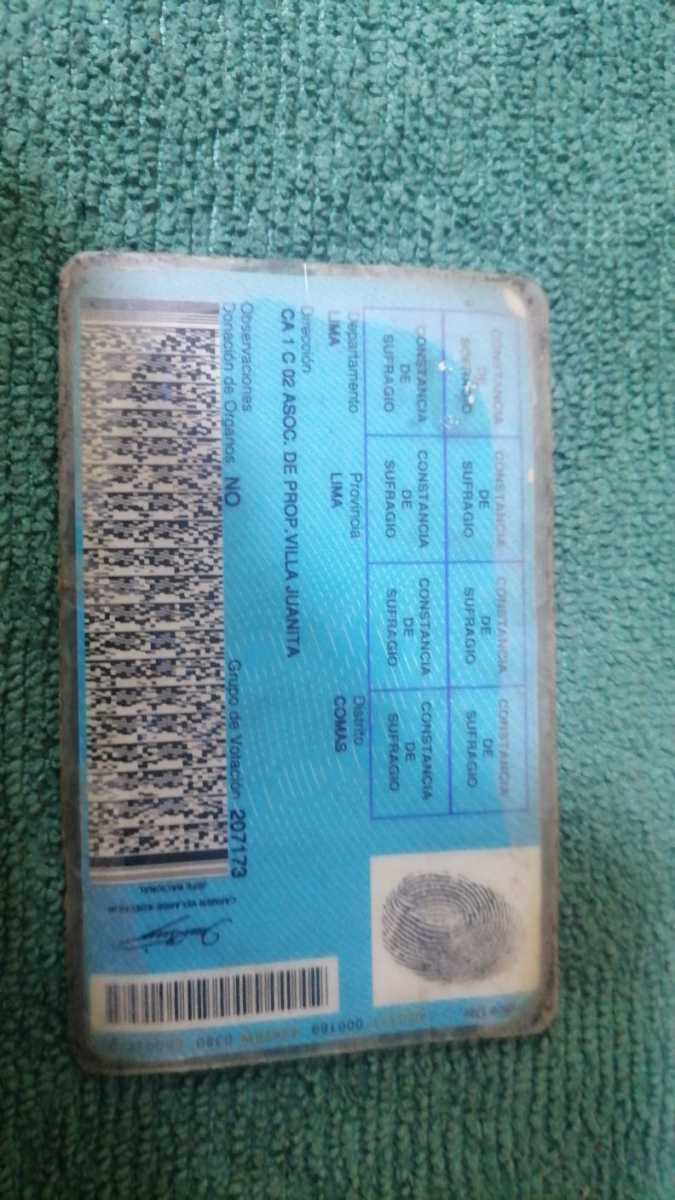 CONSTANCIA CONSTANCIA CONSTANCIA CONSTANCIA
DE DE DE DE
SUFRAGIO SUFRAGIO SUFRAGIO SUFRAGIO
CONSTANCIA CONSTANCIA CONSTANCIA CONSTANCIA
DE DE DE DE
SUFRAGIO SUFRAGIO SUFRAGIO SUFRAGIO
Departamento Provincia Distrito
LIMA LIMA COMAS
Dirección
CA 1 C 02 ASOC. DE PROP.VILLA JUANITA
Observaciones
Donación de Organos NO Grupo de Votación 207173
JEFE NACIONAL